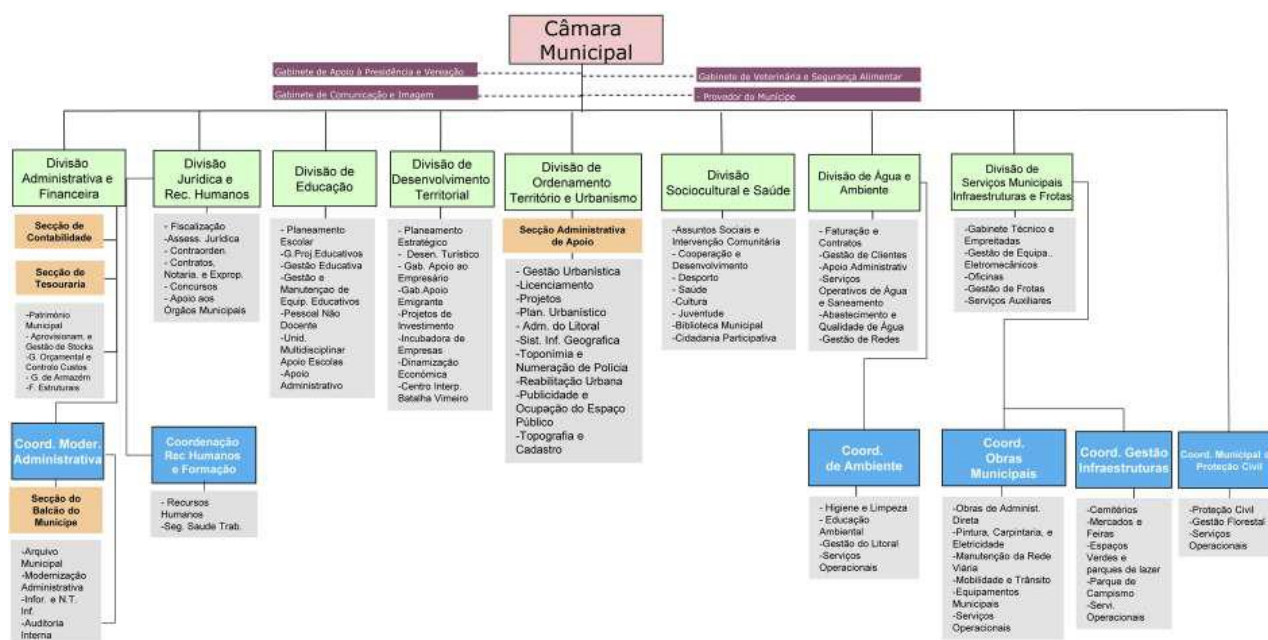 Câmara
Municipal
Gabinete de Apoio à Presidência e Vereação
Gabinete de Veterinária e Segurança Alimentar
Gabinete de Comunicação e Imagem
- Provedor do Munícipe
Divisão
Administrativa e
Financeira
Secção de
Contabilidade
Secção de
Tesouraria
-Património
Municipal
- Aprovisionam. e
Gestão de Stocks
-G. Orçamental e
Controlo Custos
- G. de Armazém
-F. Estruturais
Coord. Moder.
Administrativa
Secção do
Balcão do
Munícipe
-Arquivo
Municipal
-Modernização
Administrativa
-Infor. e N.T.
Inf.
-Auditoria
Interna
Divisão
Jurídica e
Rec. Humanos
- Fiscalização
- Assess. Jurídica
- Contraorden.
- Contratos,
Notaria. e Exprop.
- Concursos
- Apoio aos
Órgãos Municipais
Coordenação
Rec Humanos
e Formação
- Recursos
Humanos
-Seg. Saude Trab.
Divisão de
Educação
- Planeamento
Escolar
-G.Proj.Educativos
-Gestão Educativa
-Gestão e
Manutençao de
Equip. Educativos
-Pessoal Não
Docente
-Unid.
Multidisciplinar
Apoio Escolas
-Apoio
Administrativo
Divisão de
Desenvolvimento
Territorial
- Planeamento
Estratégico
- Desen. Turístico
- Gab. Apoio ao
Empresário
-Gab.Apoio
Emigrante
-Projetos de
Investimento
-Incubadora de
Empresas
-Dinamização
Económica
-Centro Interp.
Batalha Vimeiro
Divisão de
Ordenamento
Território e Urbanismo
Secção Administrativa
de Apoio
- Gestão Urbanística
- Licenciamento
- Projetos
- Plan. Urbanístico
- Adm. do Litoral
-Sist. Inf. Geografica
-Toponímia e
Numeração de Polícia
-Reabilitação Urbana
-Publicidade e
Ocupação do Espaço
Público
-Topografia e
Cadastro
Divisão
Sociocultural e Saúde
-Assuntos Sociais e
Intervenção Comunitária
- Cooperação e
Desenvolvimento
- Desporto
- Saúde
-Cultura
- Juventude
-Biblioteca Municipal
-Cidadania Participativa
Divisão de Água e
Ambiente
- Faturação e
Contratos
-Gestão de Clientes
-Apoio Administrativ
-Serviços
Operativos de Água
e Saneamento
-Abastecimento e
Qualidade de Água
-Gestão de Redes
Coord.
de Ambiente
- Higiene e Limpeza
- Educação
Ambiental
-Gestão do Litoral
-Serviços
Operacionais
Divisão de
Serviços Municipais
Infraestruturas e Frotas
-Gabinete Técnico e
Empreitadas
-Gestão de Equipa..
Eletromecânicos
-Oficinas
-Gestão de Frotas
-Serviços Auxiliares
Coord.
Obras
Municipais
-Obras de Administ.
Direta
-Pintura, Carpintaria, e
Eletricidade
-Manutenção da Rede
Viária
-Mobilidade e Trânsito
-Equipamentos
Municipais
-Serviços
Operacionais
Coord. Gestão
Infraestruturas
-Cemitérios
-Mercados e
Feiras
-Espaços
Verdes e
parques de lazer
-Parque de
Campismo
-Servi.
Operacionais
Coord. Municipal d
Proteção Civil
-Proteção Civil
-Gestão Florestal
-Serviços
Operacionais